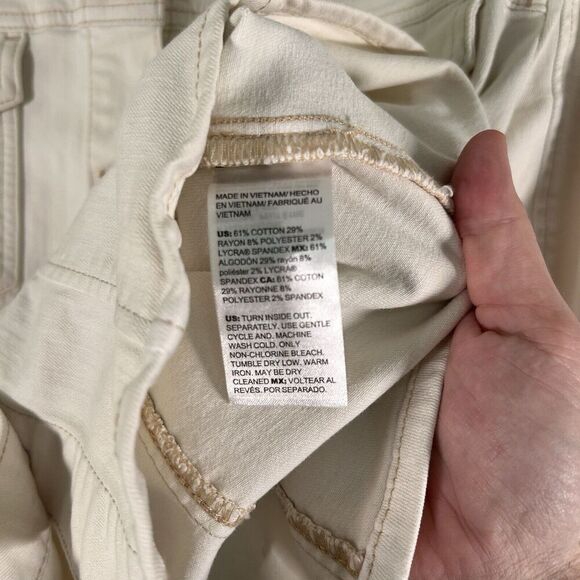 MADE IN VIETNAM/ HECHO
EN VIETNAM/ FABRIQUÉ AU
VIETNAM
US: 61% COTTON 29%
RAYON 8% POLYESTER 2%
LYCRA® SPANDEX MX: 61%
ALGODÓN 29% rayón 8%
poliéster 2% LYCRA®
SPANDEX CA: 61% COTON
29% RAYONNE 8%
POLYESTER 2% SPANDEX
US: TURN INSIDE OUT.
SEPARATELY. USE GENTLE
CYCLE AND. MACHINE
WASH COLD. ONLY
NON-CHLORINE BLEACH.
TUMBLE DRY LOW. WARM
IRON. MAY BE DRY
CLEANED MX: VOLTEAR AL
REVÉS. POR SEPARADO.